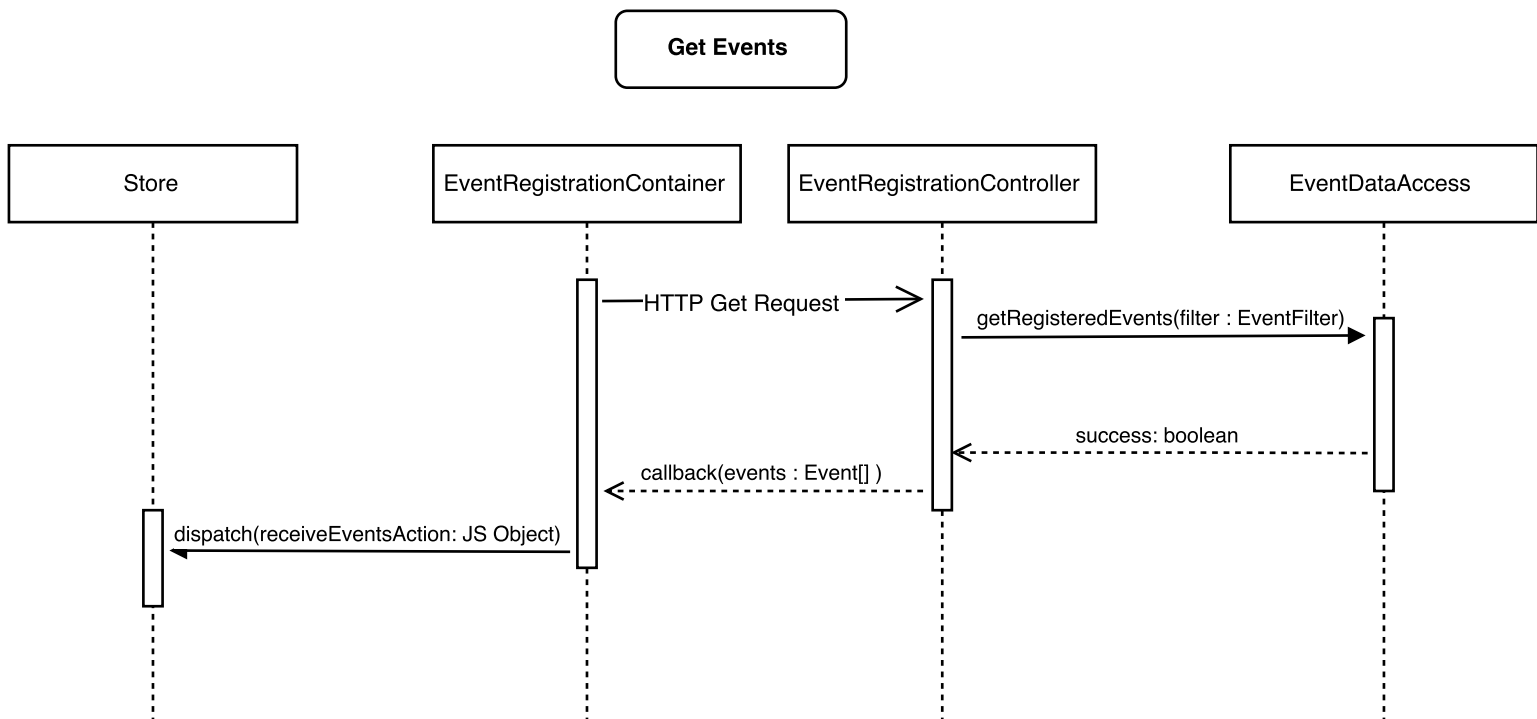 Get Events
Store
EventRegistrationContainer
EventRegistrationController
EventDataAccess
HTTP Get Request
getRegisteredEvents(filter : EventFilter)
success: boolean
callback(events : Event[] )
dispatch(receiveEventsAction: JS Object)